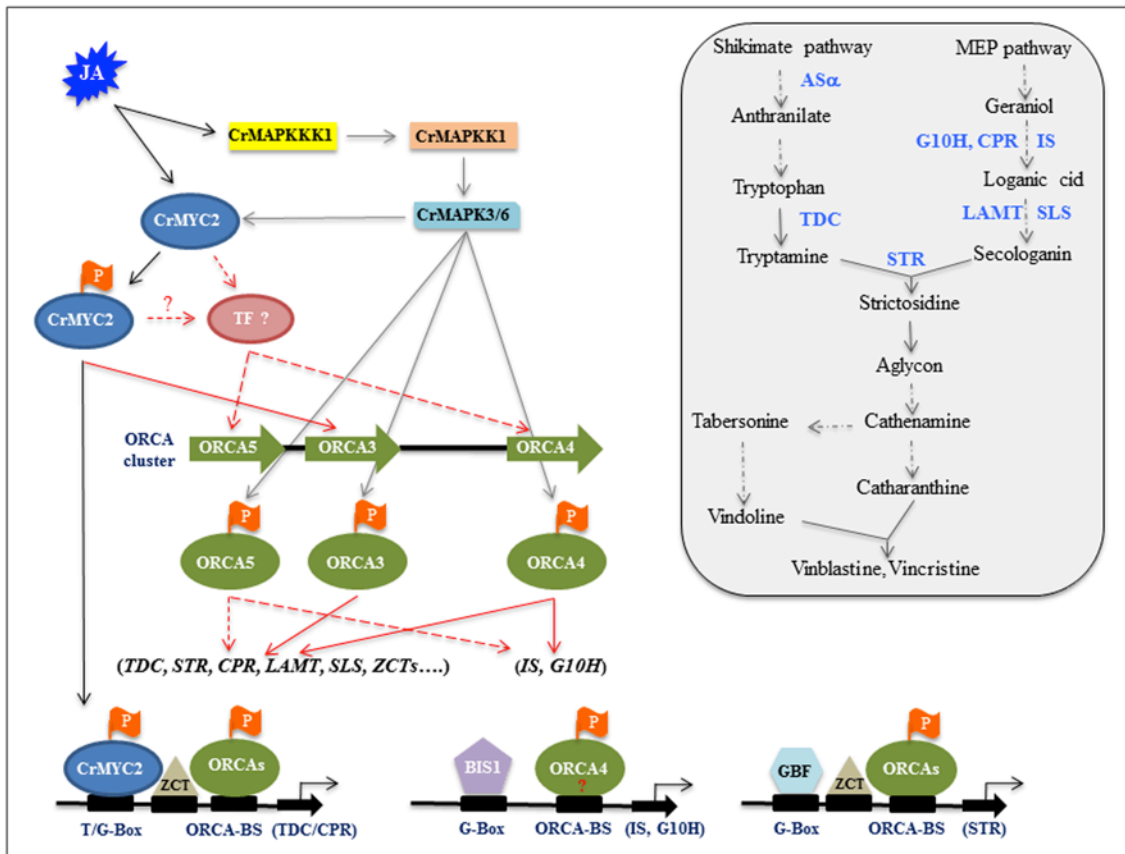 JA
CrMAPKKK1
CrMAPKK1
CrMYC2
CrMAPK3/6
P
CrMYC2
?
TF ?
ORCA
cluster
ORCA5
ORCA3
ORCA4
P
P
P
ORCA5
ORCA3
ORCA4
(TDC, STR, CPR, LAMT, SLS, ZCTs….)
(IS, G10H)
P
P
CrMYC2
ZCT
ORCAs
T/G-Box
ORCA-BS
(TDC/CPR)
P
BIS1
ORCA4
?
G-Box
ORCA-BS
(IS, G10H)
P
GBF
ZCT
ORCAs
G-Box
ORCA-BS
(STR)
Shikimate pathway
MEP pathway
ASα
Anthranilate
Geraniol
G10H, CPR
IS
Tryptophan
Loganic cid
TDC
LAMT
SLS
Tryptamine
STR
Secologanin
Strictosidine
Aglycon
Tabersonine
Cathenamine
Catharanthine
Vindoline
Vinblastine, Vincristine